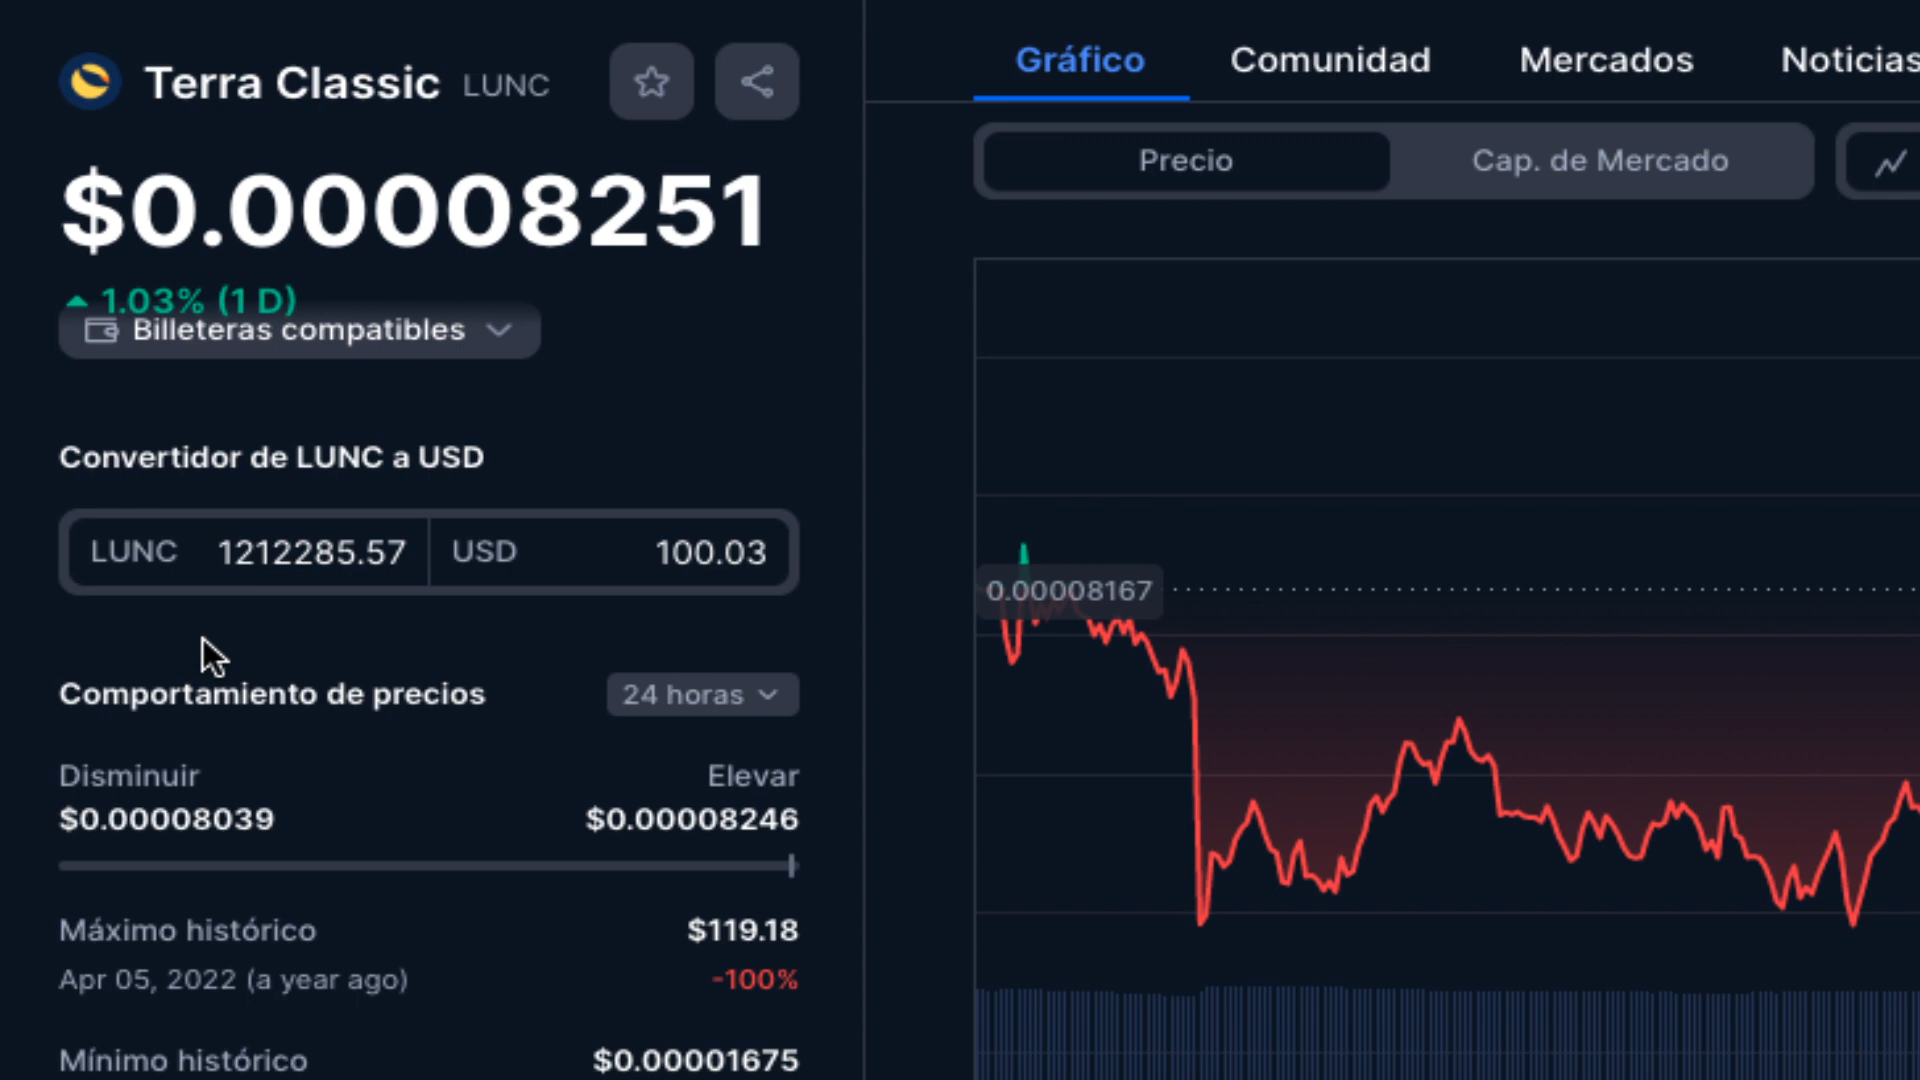 Terra Classic LUNC
$0.00008251
1.03% (1 D)
Billeteras compatibles
Convertidor de LUNC a USD
LUNC 1212285.57 USD 100.03
Comportamiento de precios 24 horas
Disminuir Elevar
$0.00008039 $0.00008246
Máximo histórico $119.18
Apr 05, 2022 (a year ago) -100%
Mínimo histórico $0.00001675
Gráfico Comunidad Mercados Noticias
Precio Cap. de Mercado
0.00008167